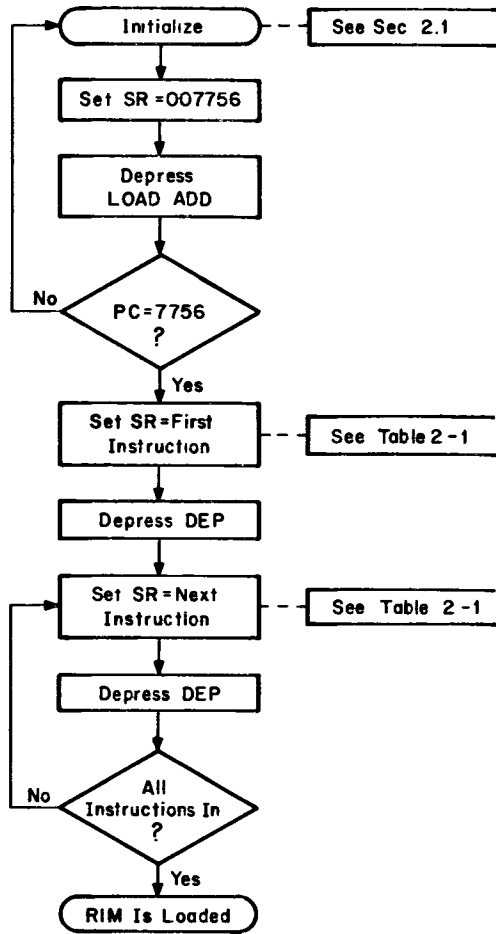 Initialize
See Sec 2.1
Set SR=007756
Depress
LOAD ADD
No
PC=7756
?
Yes
Set SR=First
Instruction
See Table 2-1
Depress DEP
Set SR=Next
Instruction
See Table 2-1
Depress DEP
No
All
Instructions In
?
Yes
RIM Is Loaded